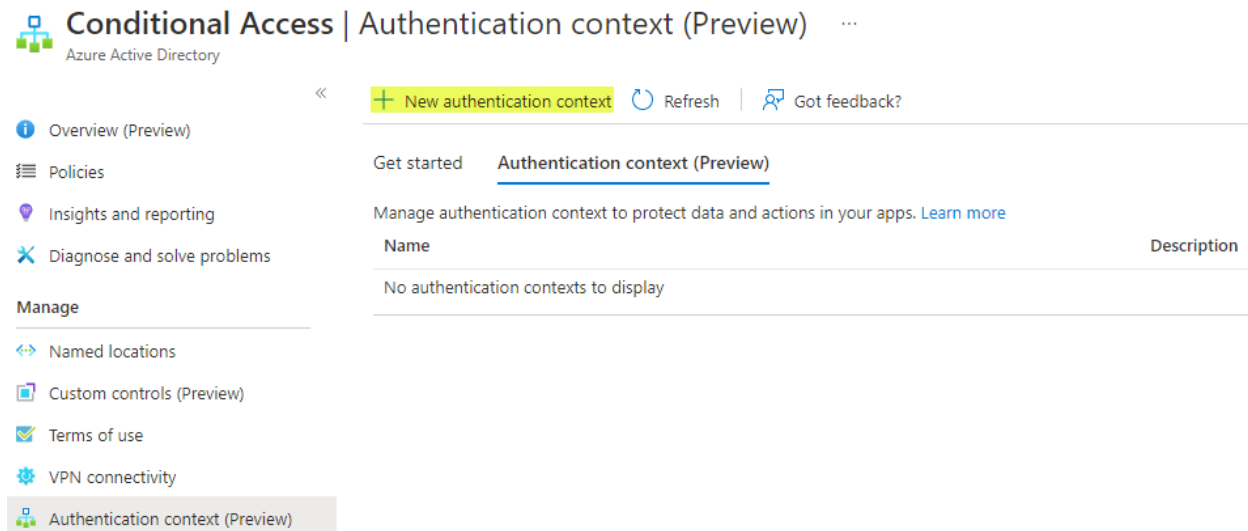 Conditional Access | Authentication context (Preview) ...
Azure Active Directory
«
Overview (Preview)
Policies
Insights and reporting
Diagnose and solve problems
Manage
Named locations
Custom controls (Preview)
Terms of use
VPN connectivity
Authentication context (Preview)
+ New authentication context Refresh Got feedback?
Get started Authentication context (Preview)
Manage authentication context to protect data and actions in your apps. Learn more
Name Description
No authentication contexts to display